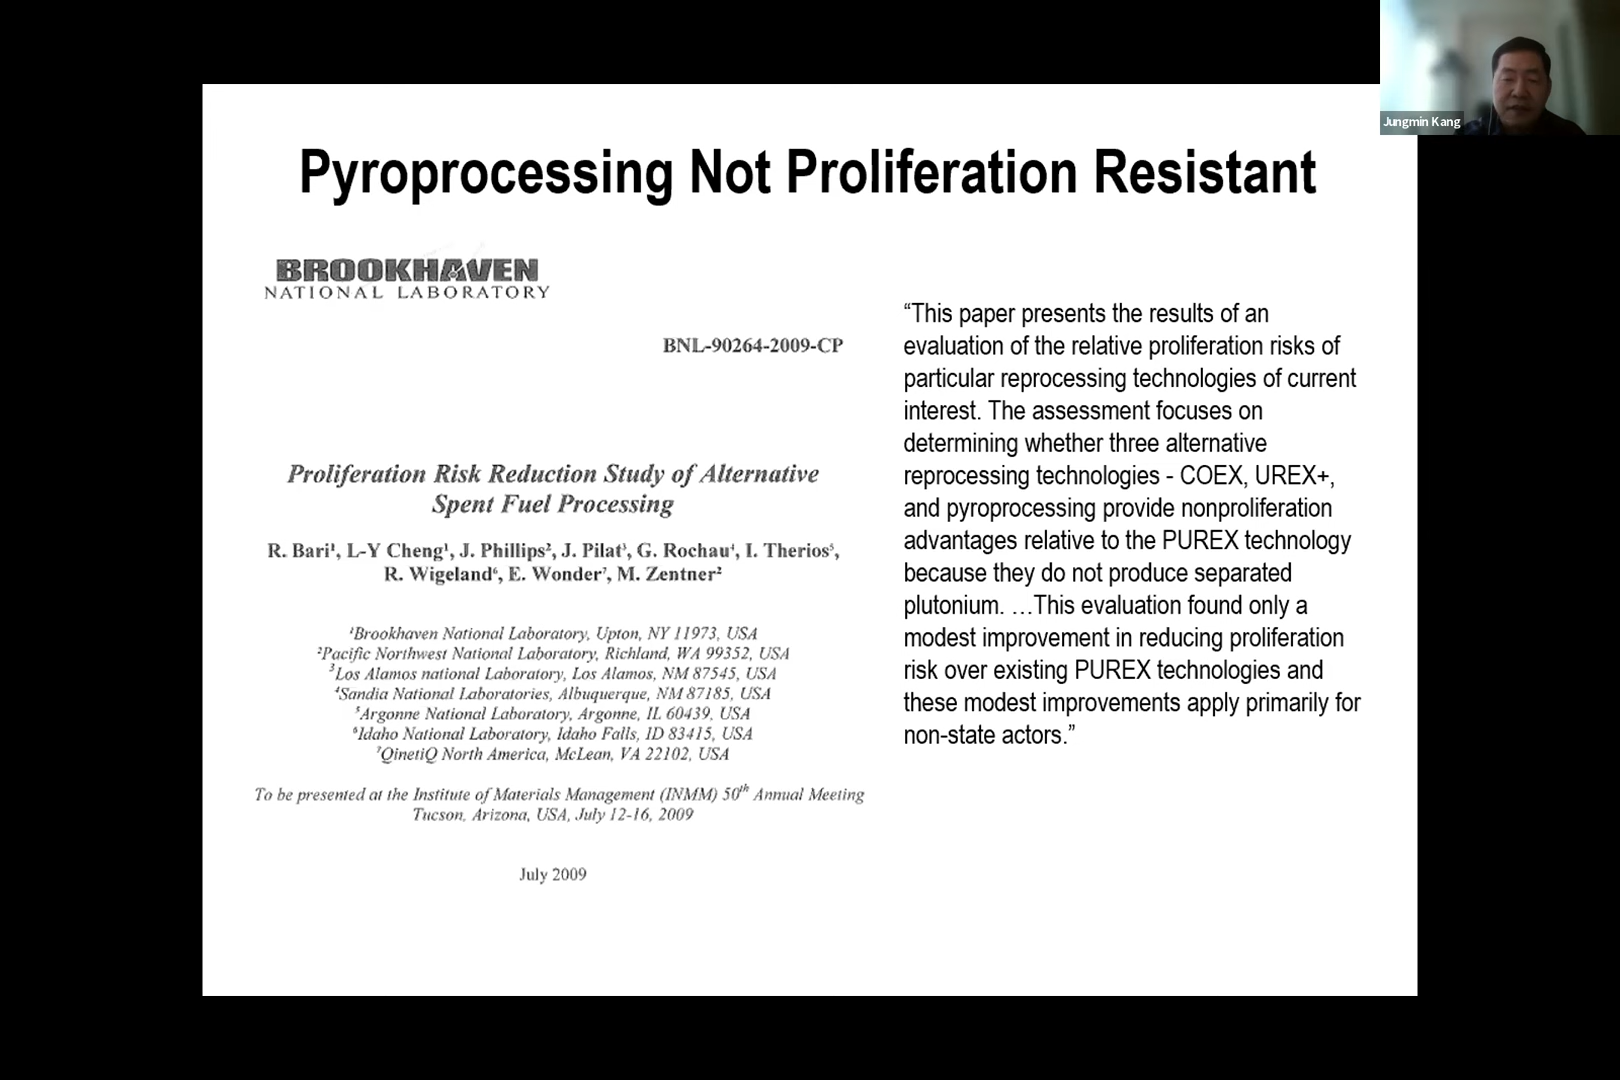 Jungmin Kang
Pyroprocessing Not Proliferation Resistant
BROOKHAVEN
NATIONAL LABORATORY
BNL-90264-2009-CP
Proliferation Risk Reduction Study of Alternative
Spent Fuel Processing
R. Bari¹, L-Y Cheng¹, J. Phillips², J. Pilat³, G. Rochau⁴, I. Therios⁵,
R. Wigeland⁶, E. Wonder⁷, M. Zentner²
¹Brookhaven National Laboratory, Upton, NY 11973, USA
²Pacific Northwest National Laboratory, Richland, WA 99352, USA
³Los Alamos national Laboratory, Los Alamos, NM 87545, USA
⁴Sandia National Laboratories, Albuquerque, NM 87185, USA
⁵Argonne National Laboratory, Argonne, IL 60439, USA
⁶Idaho National Laboratory, Idaho Falls, ID 83415, USA
⁷QinetiQ North America, McLean, VA 22102, USA
To be presented at the Institute of Materials Management (INMM) 50th Annual Meeting
Tucson, Arizona, USA, July 12-16, 2009
July 2009
“This paper presents the results of an
evaluation of the relative proliferation risks of
particular reprocessing technologies of current
interest. The assessment focuses on
determining whether three alternative
reprocessing technologies - COEX, UREX+,
and pyroprocessing provide nonproliferation
advantages relative to the PUREX technology
because they do not produce separated
plutonium. …This evaluation found only a
modest improvement in reducing proliferation
risk over existing PUREX technologies and
these modest improvements apply primarily for
non-state actors.”